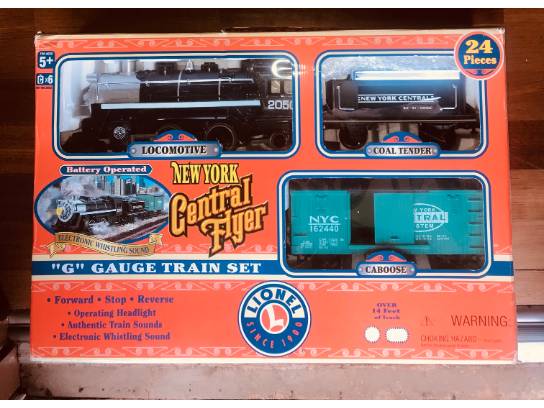 FOR AGES
5+
24
Pieces
2050
NEW YORK CENTRAL
LOCOMOTIVE
COAL TENDER
Battery Operated
NEW YORK
Central
Flyer
ELECTRONIC WHISTLING SOUND
NYC
162440
CABOOSE
"G" GAUGE TRAIN SET
• Forward • Stop • Reverse
• Operating Headlight
• Authentic Train Sounds
• Electronic Whistling Sound
LIONEL
SINCE 1900
OVER
14 Feet
of track
WARNING
CHOKING HAZARD